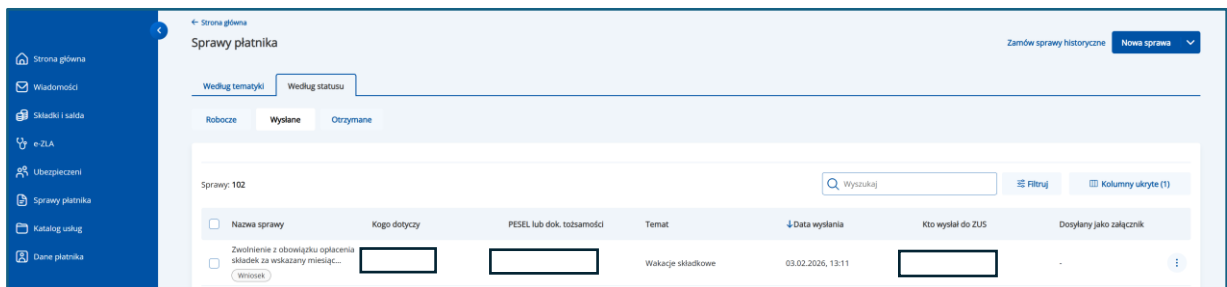 ← Strona główna
Sprawy płatnika
Zamów sprawy historyczne
Nowa sprawa
Strona główna
Wiadomości
Składki i salda
e-ZLA
Ubezpieczeni
Sprawy płatnika
Katalog usług
Dane płatnika
Według tematyki
Według statusu
Robocze
Wysłane
Otrzymane
Sprawy: 102
Wyszukaj
Filtruj
Kolumny ukryte (1)
Nazwa sprawy
Kogo dotyczy
PESEL lub dok. tożsamości
Temat
↓Data wysłania
Kto wysłał do ZUS
Dosyłany jako załącznik
Zwolnienie z obowiązku opłacenia
składek za wskazany miesiąc...
Wniosek
Wakacje składkowe
03.02.2026, 13:11
-